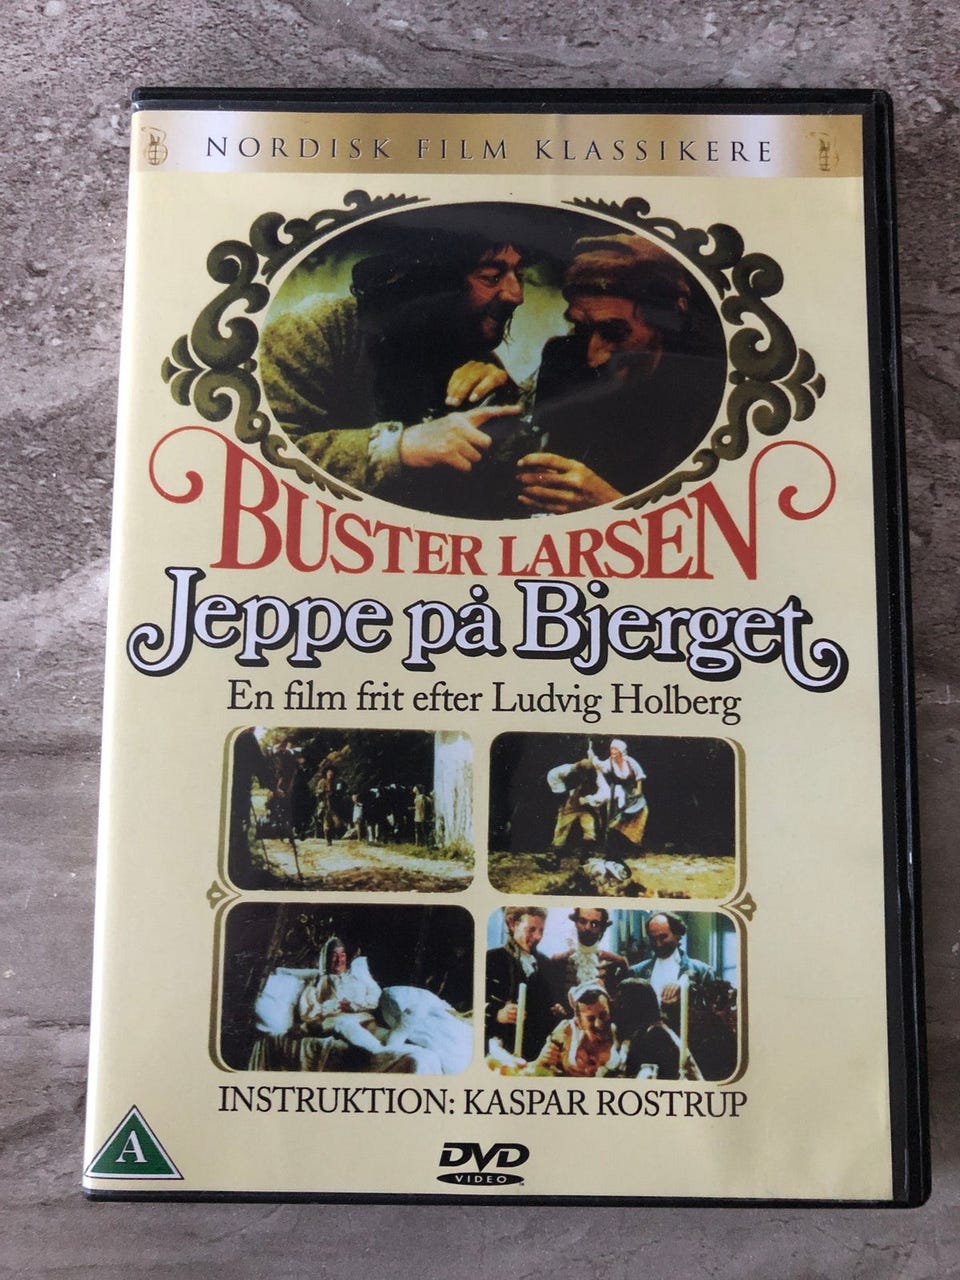 NORDISK FILM KLASSIKERE
BUSTER LARSEN
Jeppe på Bjerget
En film frit efter Ludvig Holberg
INSTRUKTION: KASPAR ROSTRUP
A
DVD
VIDEO